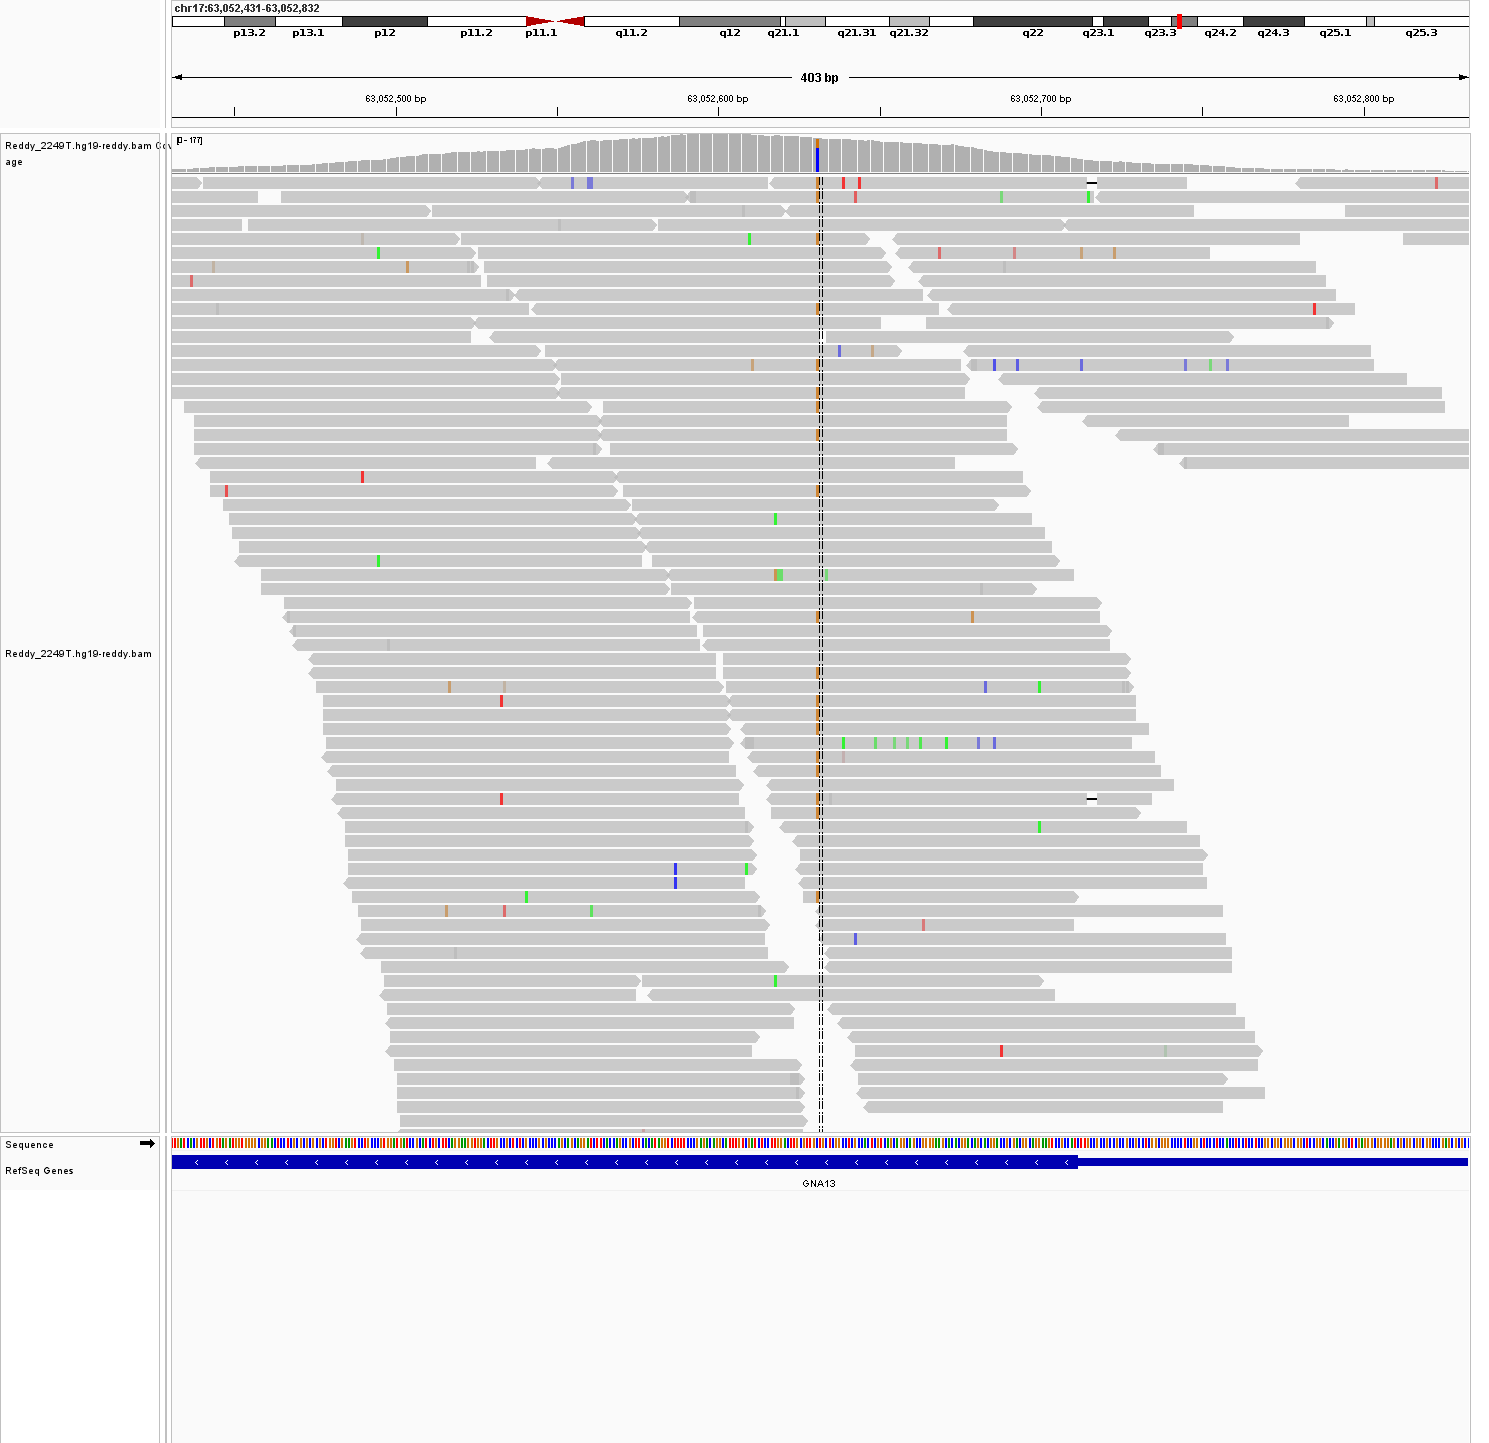 chr17:63,052,431-63,052,832
p13.2 p13.1 p12 p11.2 p11.1 q11.2 q12 q21.1 q21.31 q21.32 q22 q23.1 q23.3 q24.2 q24.3 q25.1 q25.3
403 bp
63,052,500 bp 63,052,600 bp 63,052,700 bp 63,052,800 bp
[0 - 177]
Reddy_2249T.hg19-reddy.bam Cov
age
Reddy_2249T.hg19-reddy.bam
Sequence
RefSeq Genes
GNA13